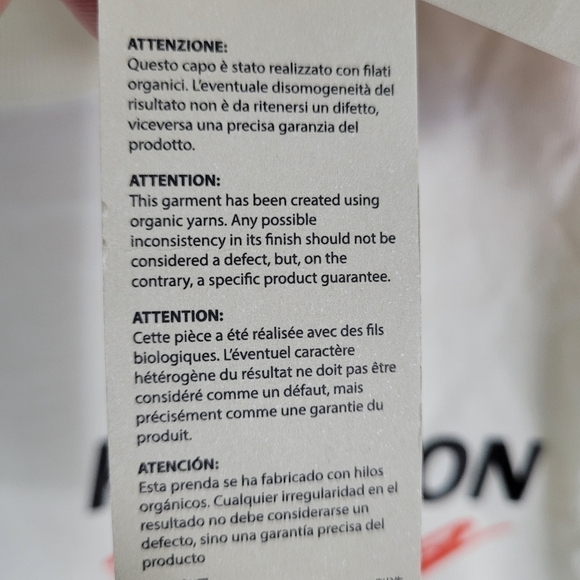 ATTENZIONE:
Questo capo è stato realizzato con filati
organici. L'eventuale disomogeneità del
risultato non è da ritenersi un difetto,
viceversa una precisa garanzia del
prodotto.
ATTENTION:
This garment has been created using
organic yarns. Any possible
inconsistency in its finish should not be
considered a defect, but, on the
contrary, a specific product guarantee.
ATTENTION:
Cette pièce a été réalisée avec des fils
biologiques. L'éventuel caractère
hétérogène du résultat ne doit pas être
considéré comme un défaut, mais
précisément comme une garantie du
produit.
ATENCIÓN:
Esta prenda se ha fabricado con hilos
orgánicos. Cualquier irregularidad en el
resultado no debe considerarse un
defecto, sino una garantía precisa del
producto